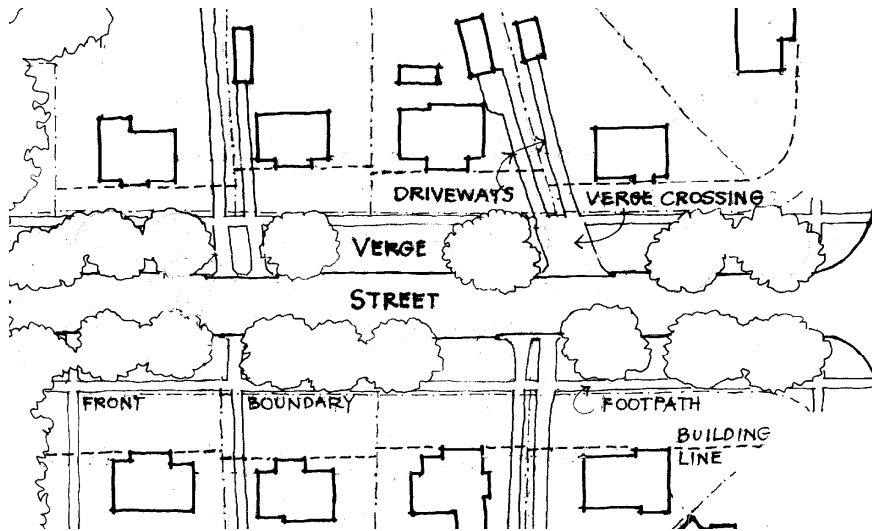 DRIVEWAYS
VERGE CROSSING
VERGE
STREET
FRONT BOUNDARY
FOOTPATH
BUILDING
LINE